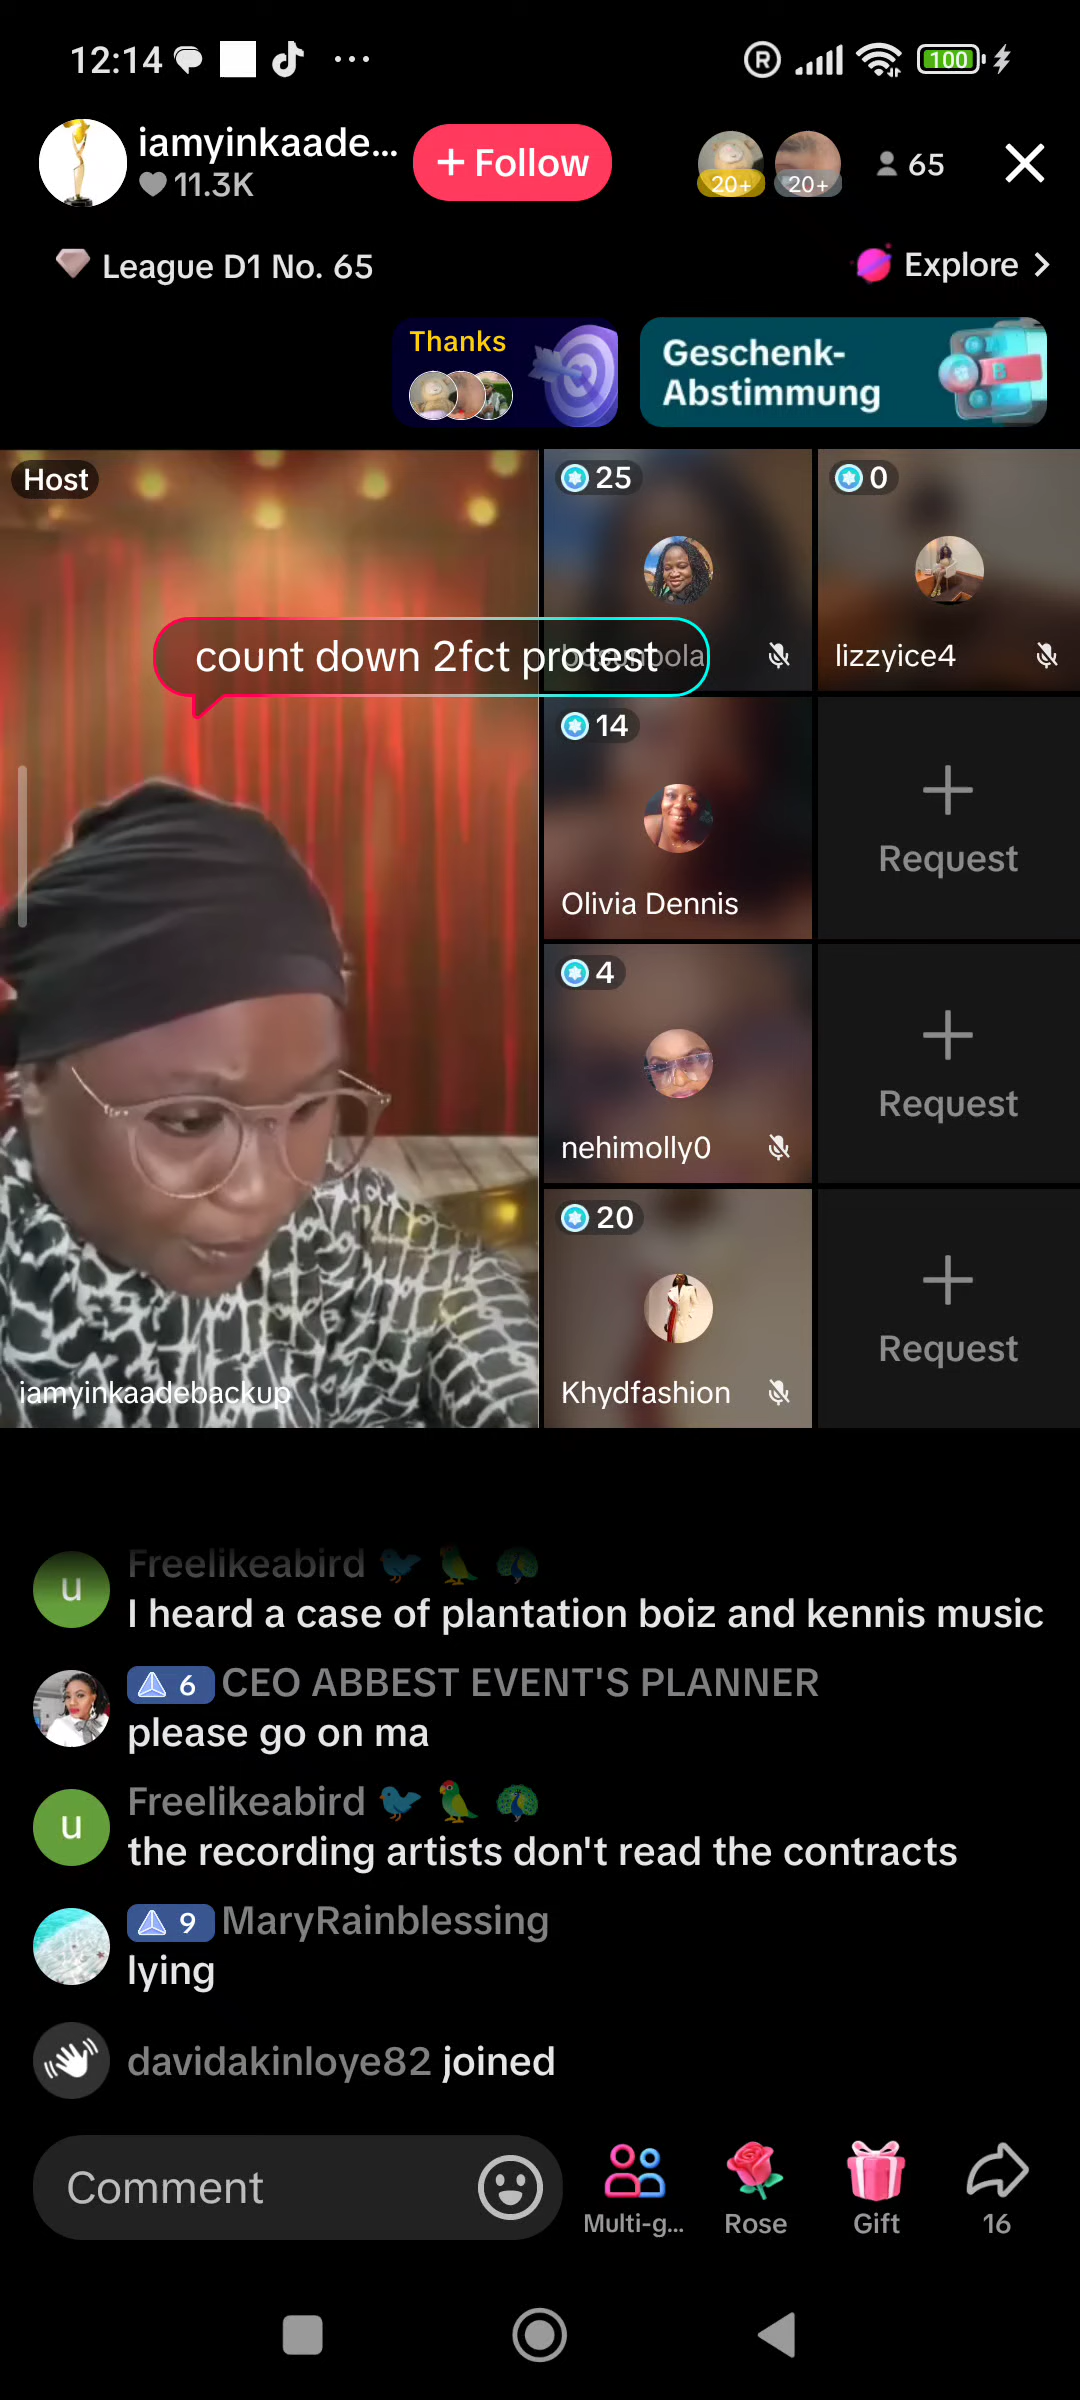 12:14
R
100
iamyinkaade...
11.3K
+ Follow
20+
20+
65
League D1 No. 65
Explore
Thanks
Geschenk-
Abstimmung
Host
25
0
count down 2fct protest
lizzyice4
14
Olivia Dennis
Request
4
nehimolly0
Request
20
Khydfashion
Request
iamyinkaadebackup
Freelikeabird
I heard a case of plantation boiz and kennis music
6 CEO ABBEST EVENT'S PLANNER
please go on ma
Freelikeabird
the recording artists don't read the contracts
9 MaryRainblessing
lying
davidakinloye82 joined
Comment
Multi-g...
Rose
Gift
16